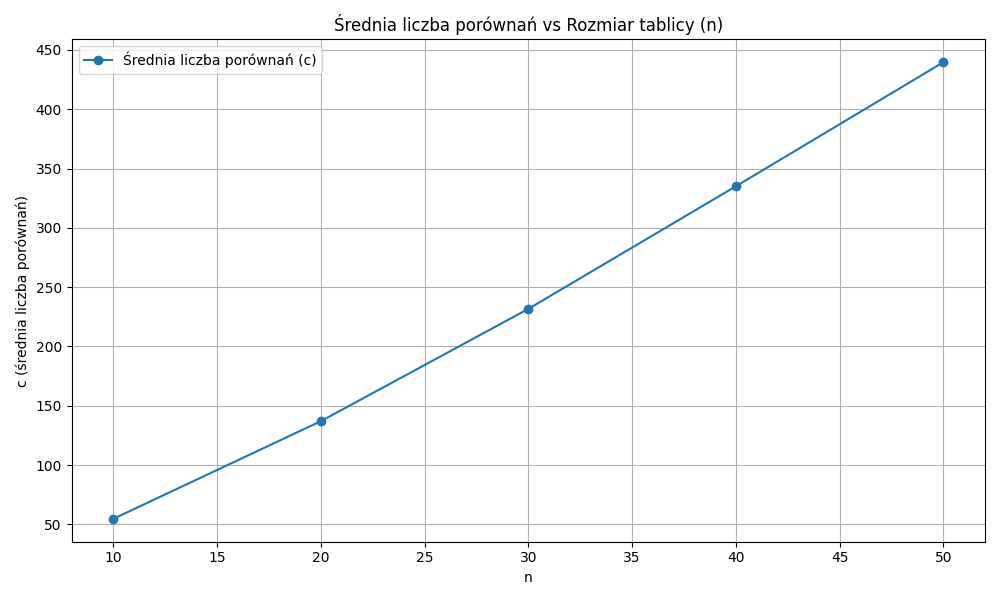 Średnia liczba porównań vs Rozmiar tablicy (n)
Średnia liczba porównań (c)
c (średnia liczba porównań)
450
400
350
300
250
200
150
100
50
10 15 20 25 30 35 40 45 50
n